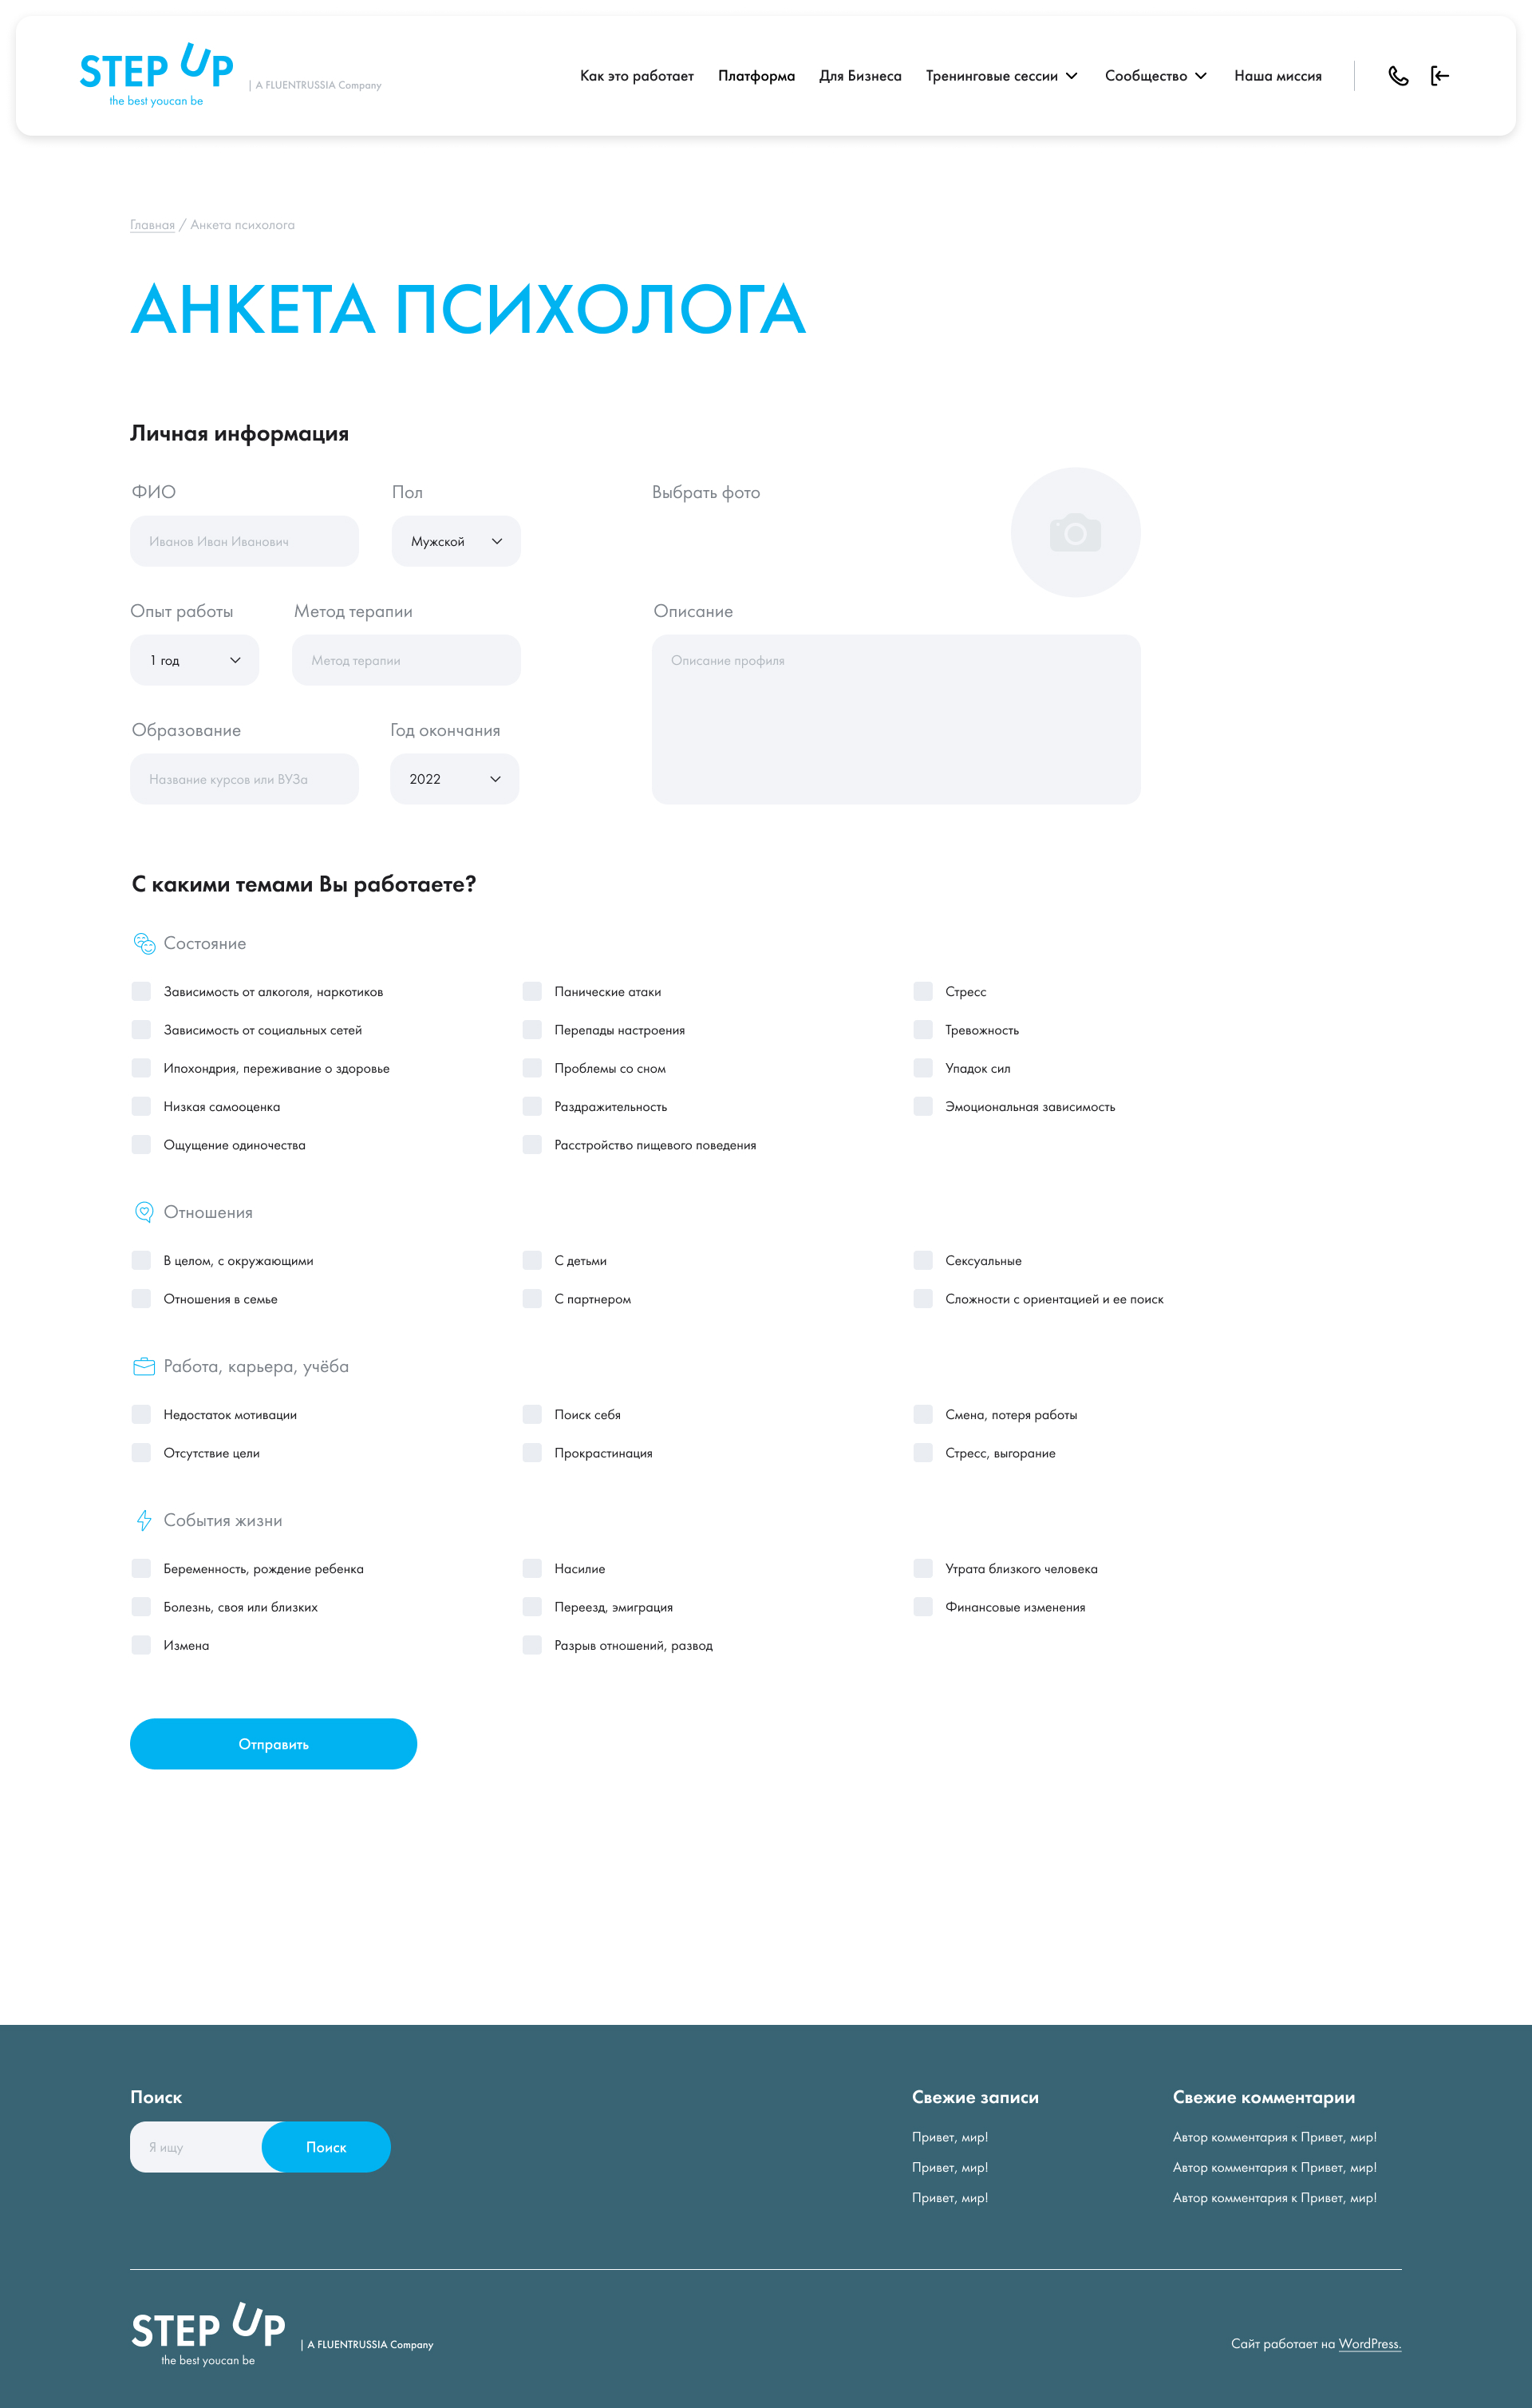 STEP UP
the best youcan be
| A FLUENTRUSSIA Company
Как это работает
Платформа
Для Бизнеса
Тренинговые сессии
Сообщество
Наша миссия
Главная / Анкета психолога
АНКЕТА ПСИХОЛОГА
Личная информация
ФИО
Пол
Выбрать фото
Иванов Иван Иванович
Мужской
Опыт работы
Метод терапии
Описание
1 год
Метод терапии
Описание профиля
Образование
Год окончания
Название курсов или ВУЗа
2022
С какими темами Вы работаете?
Состояние
Зависимость от алкоголя, наркотиков
Панические атаки
Стресс
Зависимость от социальных сетей
Перепады настроения
Тревожность
Ипохондрия, переживание о здоровье
Проблемы со сном
Упадок сил
Низкая самооценка
Раздражительность
Эмоциональная зависимость
Ощущение одиночества
Расстройство пищевого поведения
Отношения
В целом, с окружающими
С детьми
Сексуальные
Отношения в семье
С партнером
Сложности с ориентацией и ее поиск
Работа, карьера, учёба
Недостаток мотивации
Поиск себя
Смена, потеря работы
Отсутствие цели
Прокрастинация
Стресс, выгорание
События жизни
Беременность, рождение ребенка
Насилие
Утрата близкого человека
Болезнь, своя или близких
Переезд, эмиграция
Финансовые изменения
Измена
Разрыв отношений, развод
Отправить
Поиск
Свежие записи
Свежие комментарии
Я ищу
Поиск
Привет, мир!
Автор комментария к Привет, мир!
Привет, мир!
Автор комментария к Привет, мир!
Привет, мир!
Автор комментария к Привет, мир!
STEP UP
the best youcan be
| A FLUENTRUSSIA Company
Сайт работает на WordPress.